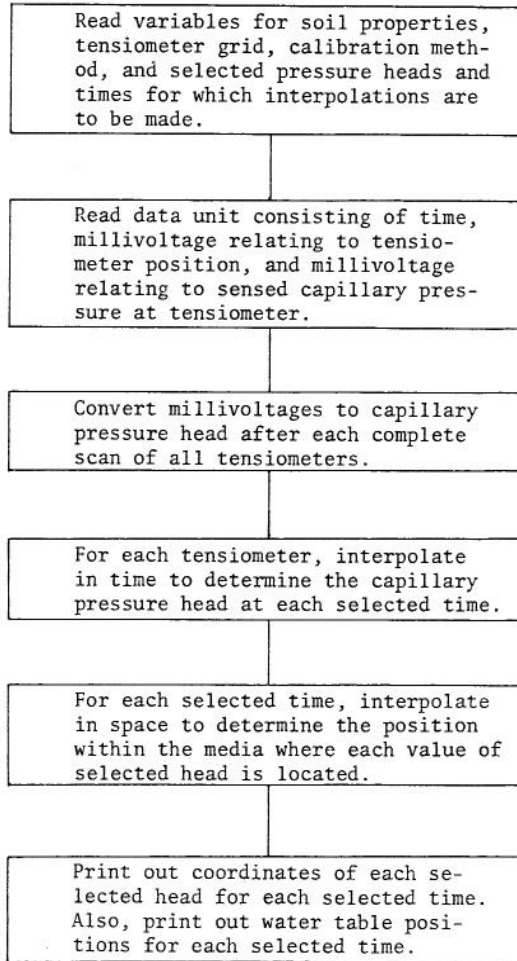 Read variables for soil properties,
tensiometer grid, calibration meth-
od, and selected pressure heads and
times for which interpolations are
to be made.
Read data unit consisting of time,
millivoltage relating to tensio-
meter position, and millivoltage
relating to sensed capillary pres-
sure at tensiometer.
Convert millivoltages to capillary
pressure head after each complete
scan of all tensiometers.
For each tensiometer, interpolate
in time to determine the capillary
pressure head at each selected time.
For each selected time, interpolate
in space to determine the position
within the media where each value of
selected head is located.
Print out coordinates of each se-
lected head for each selected time.
Also, print out water table posi-
tions for each selected time.